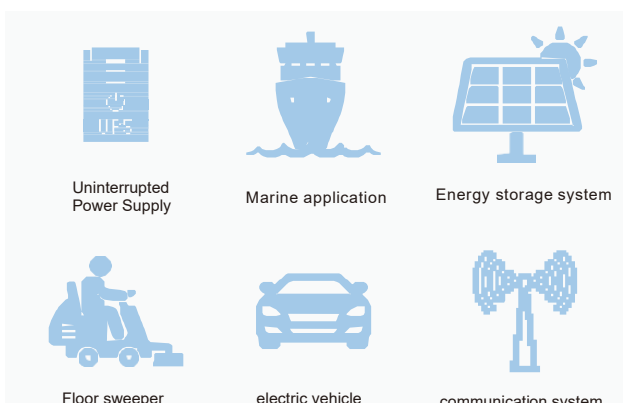 UPS
Uninterrupted
Power Supply
Marine application
Energy storage system
Floor sweeper
electric vehicle
communication system